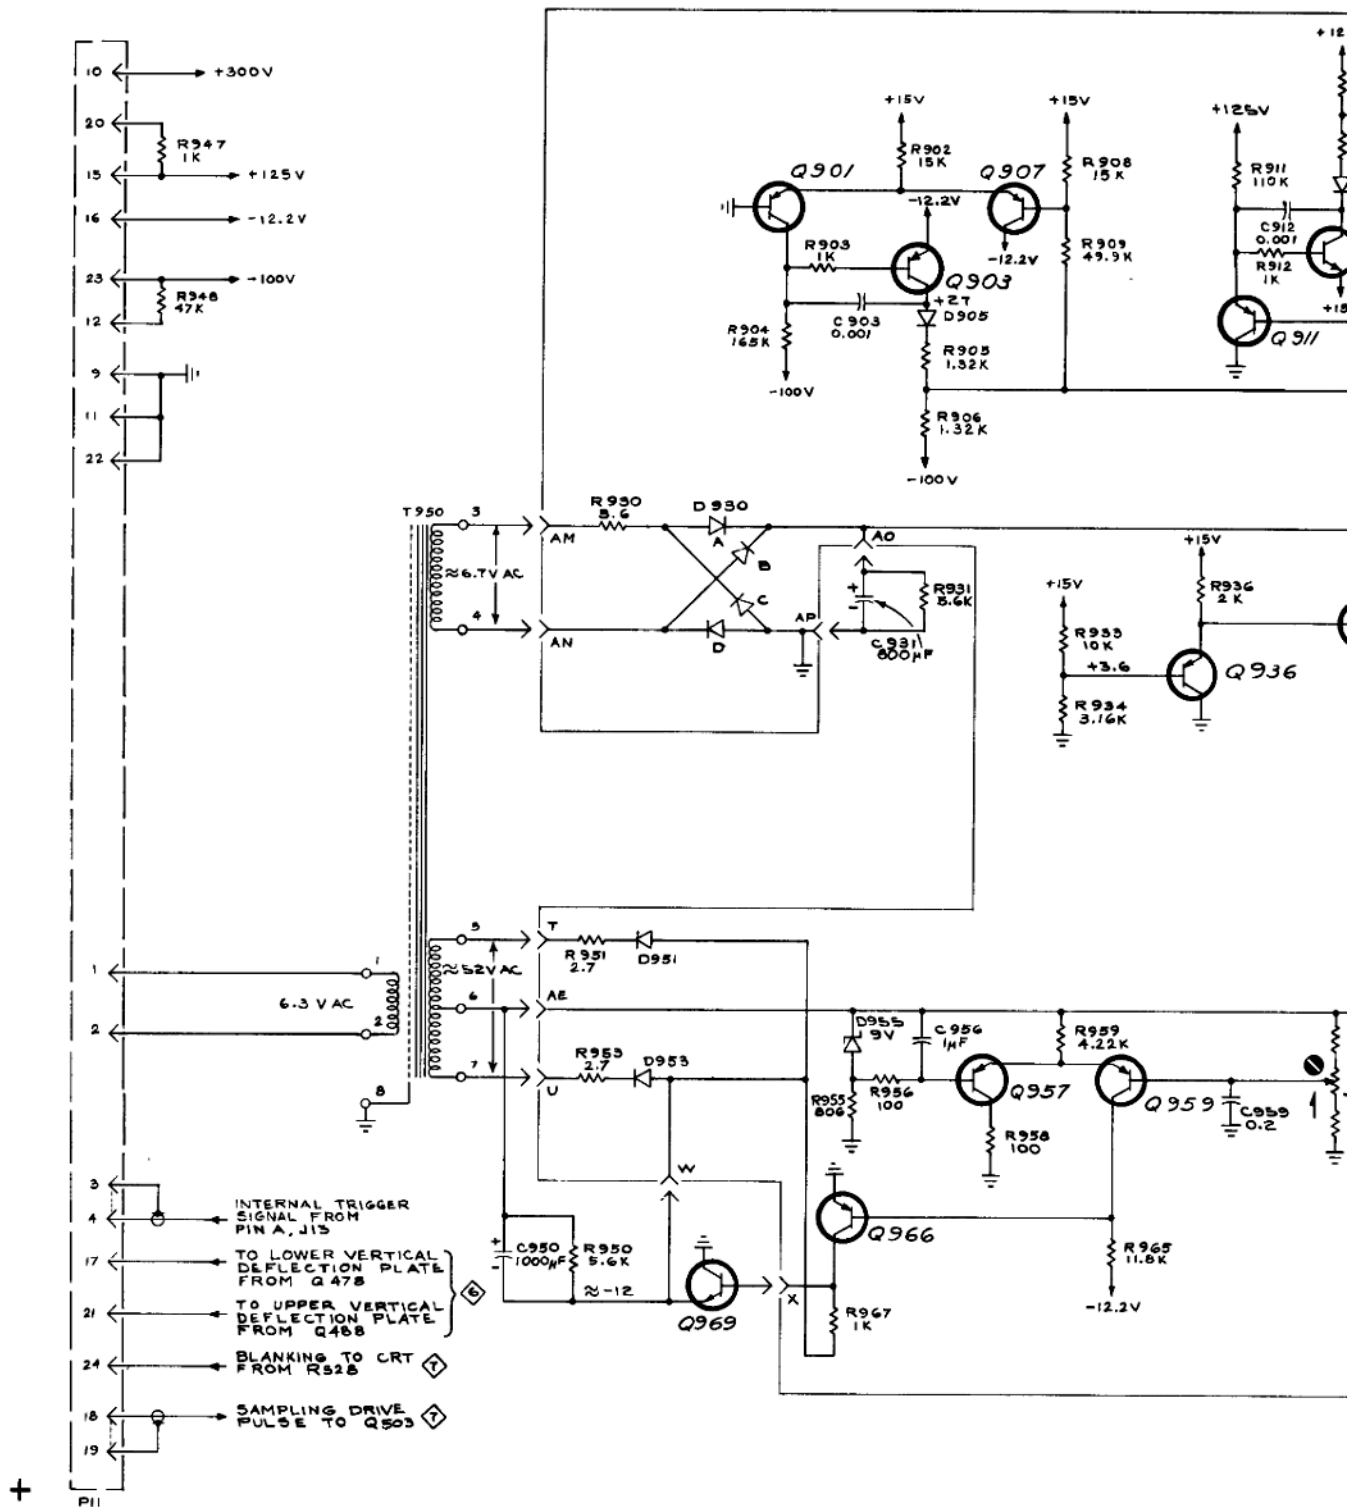 10
+300V
20
R947
1K
15
+125V
16
-12.2V
23
-100V
R948
47K
12
9
11
22
+15V
R902
15K
Q901
Q907
+15V
R908
15K
-12.2V
R903
1K
Q903
-12.2V
R909
49.9K
+27
D905
C903
0.001
R904
165K
-100V
R905
1.32K
R906
1.32K
-100V
+125V
R911
110K
C912
0.001
R912
1K
Q911
T950
3
R930
D930
AM
A
B
≈6.7V AC
C
4
AN
D
AO
AP
R931
5.6K
C931
800µF
+
-
+15V
R933
10K
+3.6
R934
3.16K
+15V
R936
2K
Q936
1
1
6.3 V AC
2
2
8
5
T
R951
2.7
D951
≈52V AC
6
AE
7
R953
2.7
D953
U
D955
9V
C956
1µF
R959
4.22K
R955
806
R956
100
Q957
Q959
C959
0.2
1
R958
100
W
Q966
R965
11.8K
-12.2V
+
-
C950
1000µF
R950
5.6K
≈-12
Q969
X
R967
1K
3
4
INTERNAL TRIGGER
SIGNAL FROM
PIN A, J13
17
TO LOWER VERTICAL
DEFLECTION PLATE
FROM Q478
6
21
TO UPPER VERTICAL
DEFLECTION PLATE
FROM Q488
24
BLANKING TO CRT
FROM R528
7
18
SAMPLING DRIVE
PULSE TO Q503
7
19
+
P11